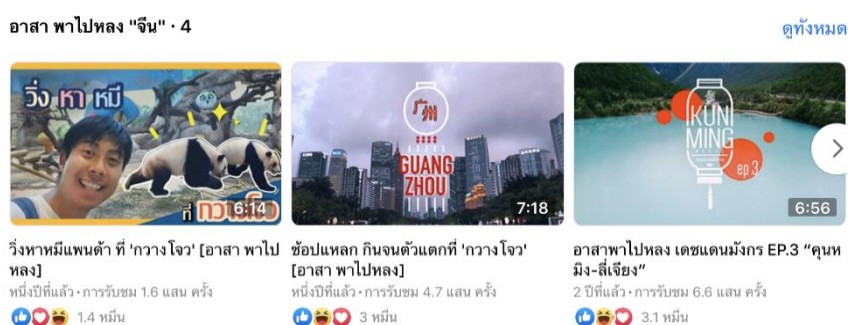 อาสา พาไปหลง "จีน" · 4
ดูทั้งหมด
วิ่ง หา หมี
ที่ กวางโจว
6:14
广州
GUANG
ZHOU
7:18
KUN
MING
ep 3
6:56
วิ่งหาหมีแพนด้า ที่ 'กวางโจว' [อาสา พาไป
หลง]
หนึ่งปีที่แล้ว · การรับชม 1.6 แสน ครั้ง
1.4 หมื่น
ช้อปแหลก กินจนตัวแตกที่ 'กวางโจว'
[อาสา พาไปหลง]
หนึ่งปีที่แล้ว · การรับชม 4.7 แสน ครั้ง
3 หมื่น
อาสาพาไปหลง เดชแดนมังกร EP.3 “คุนห
มิง-ลี่เจียง”
2 ปีที่แล้ว · การรับชม 6.6 แสน ครั้ง
3.1 หมื่น